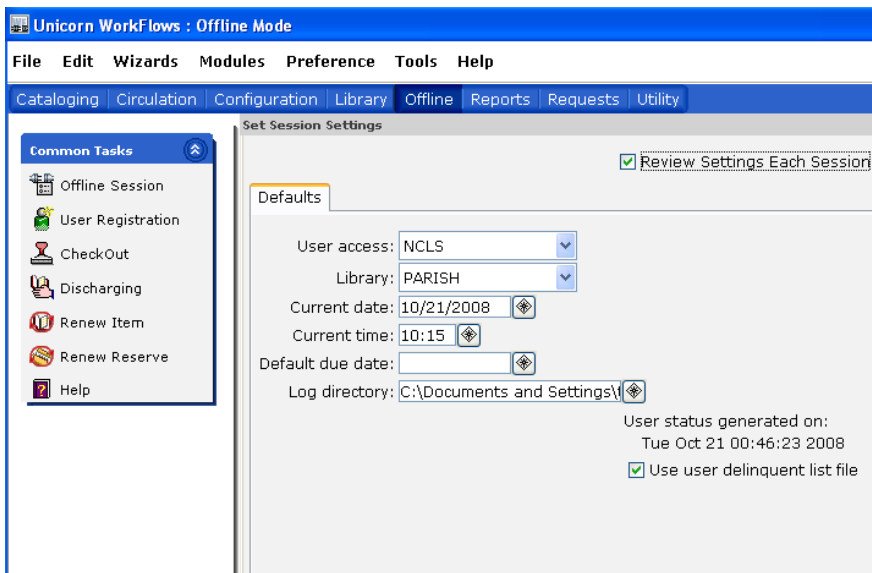 Unicorn WorkFlows : Offline Mode
File Edit Wizards Modules Preference Tools Help
Cataloging Circulation Configuration Library Offline Reports Requests Utility
Set Session Settings
Common Tasks
Offline Session
User Registration
CheckOut
Discharging
Renew Item
Renew Reserve
Help
Review Settings Each Session
Defaults
User access: NCLS
Library: PARISH
Current date: 10/21/2008
Current time: 10:15
Default due date:
Log directory: C:\Documents and Settings\
User status generated on:
Tue Oct 21 00:46:23 2008
Use user delinquent list file